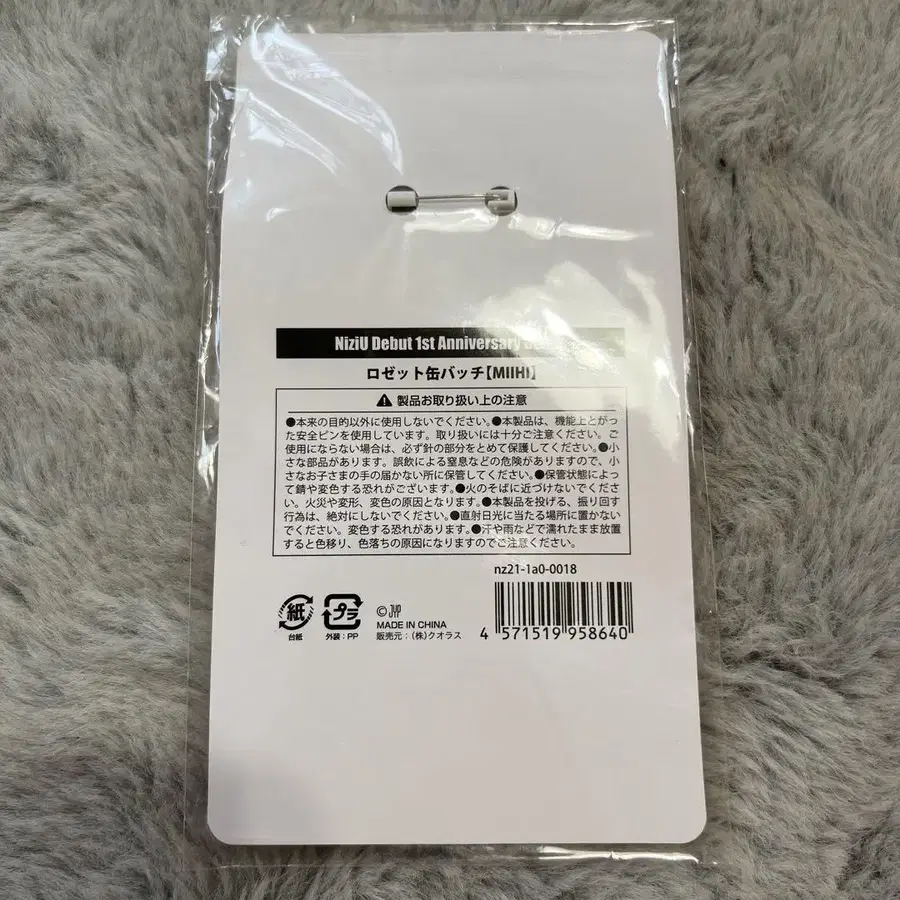 NiziU Debut 1st Anniversary
ロゼット缶バッチ【MIIHI】
製品お取り扱い上の注意
●本来の目的以外に使用しないでください。●本製品は、機能上とがっ
た安全ピンを使用しています。取り扱いには十分ご注意ください。ご
使用にならない場合は、必ず針の部分をとめて保護してください。●小
さな部品があります。誤飲による窒息などの危険がありますので、小
さなお子さまの手の届かない所に保管してください。●保管状態によっ
て錆や変色する恐れがございます。●火のそばに近づけないでくださ
い。火災や変形、変色の原因となります。●本製品を投げる、振り回す
行為は、絶対にしないでください。●直射日光に当たる場所に置かない
でください。変色する恐れがあります。●汗や雨などで濡れたまま放置
すると色移り、色落ちの原因になりますのでご注意ください。
nz21-1a0-0018
紙
台紙
プラ
外装:PP
©JYP
MADE IN CHINA
販売元:(株)クオラス
4 571519 958640